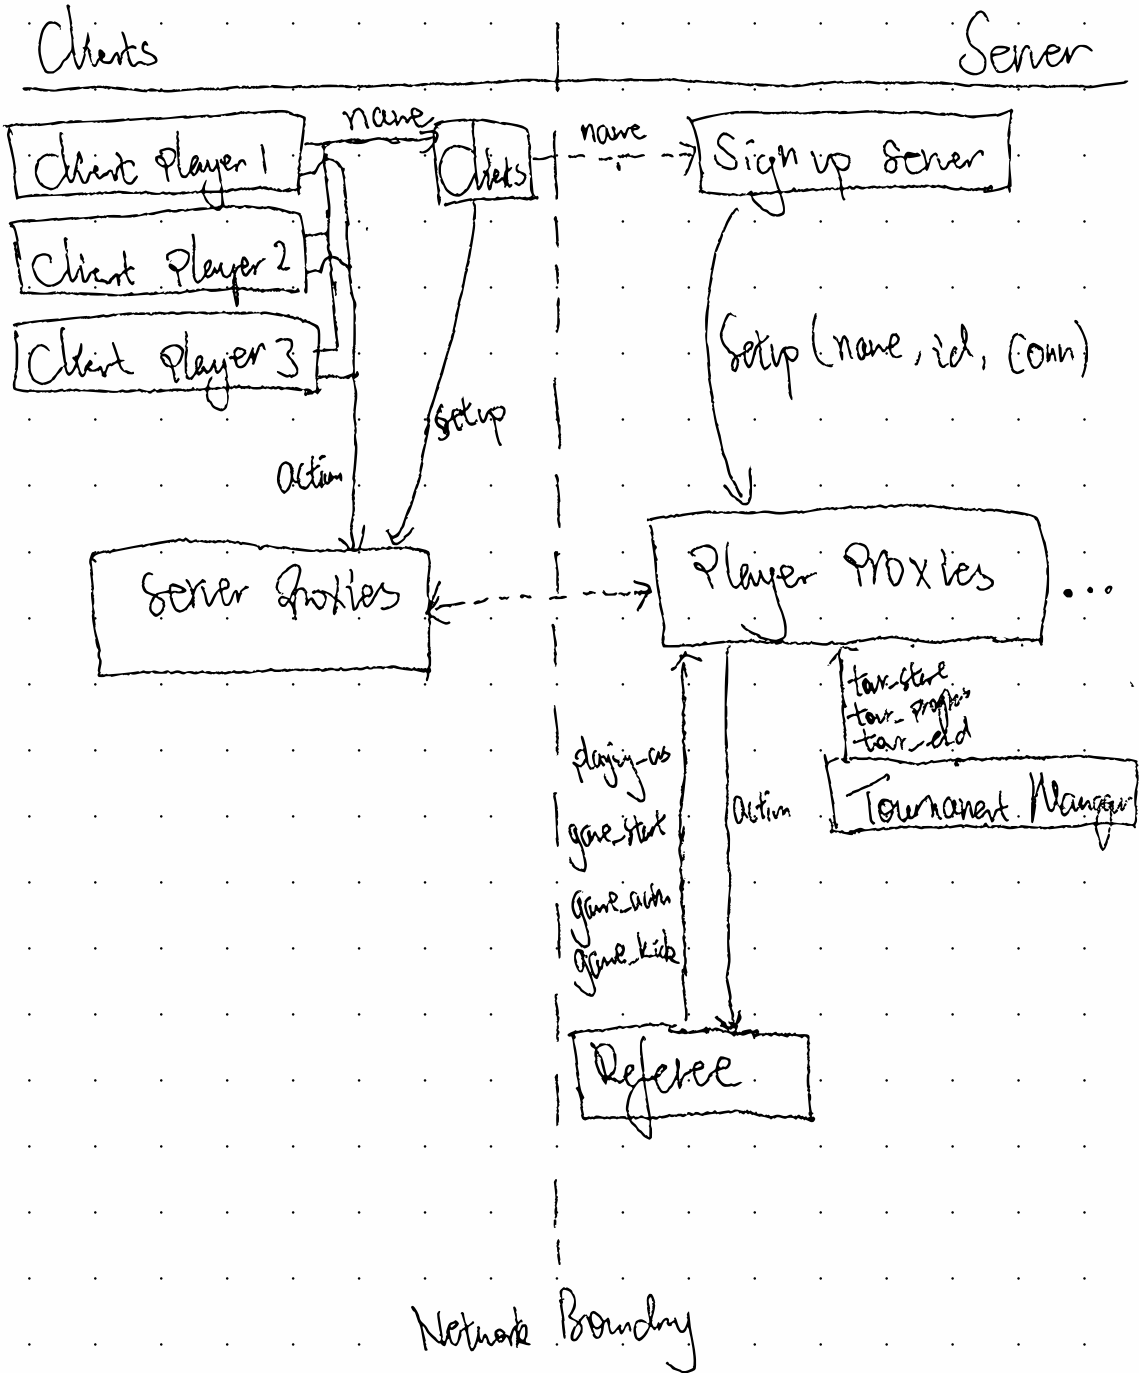 Clients
Server
Client Player 1
name
Clients
name
Sign up Server
Client Player 2
Client Player 3
Setup (name, id, conn)
setup
action
Server Proxies
Player Proxies ...
tour_start
tour_progress
tour_end
playing_as
Tournament Manager
game_start
action
game_action
game_kick
Referee
Network Boundry